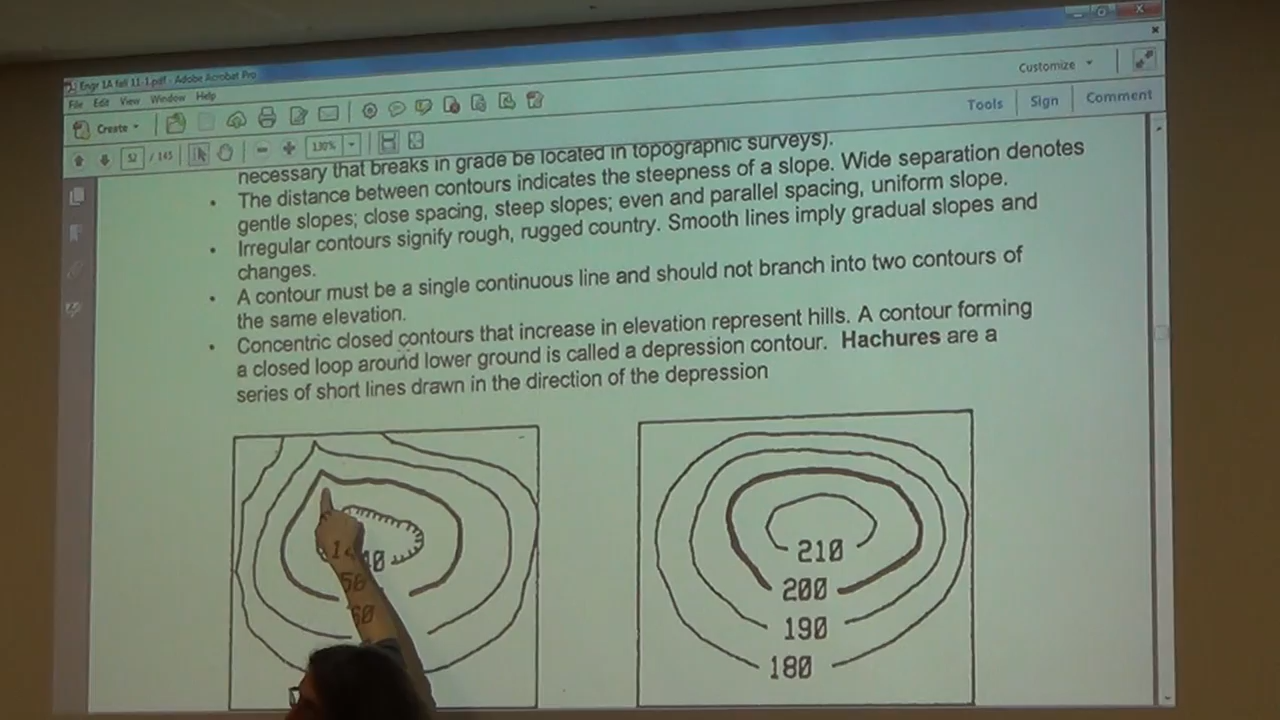 Engr 1A fall 11-1.pdf - Adobe Acrobat Pro
File Edit View Window Help
Customize
Create
Tools Sign Comment
52 / 145
130%
necessary that breaks in grade be located in topographic surveys).
• The distance between contours indicates the steepness of a slope. Wide separation denotes
gentle slopes; close spacing, steep slopes; even and parallel spacing, uniform slope.
• Irregular contours signify rough, rugged country. Smooth lines imply gradual slopes and
changes.
• A contour must be a single continuous line and should not branch into two contours of
the same elevation.
• Concentric closed contours that increase in elevation represent hills. A contour forming
a closed loop around lower ground is called a depression contour. Hachures are a
series of short lines drawn in the direction of the depression
210
200
190
180